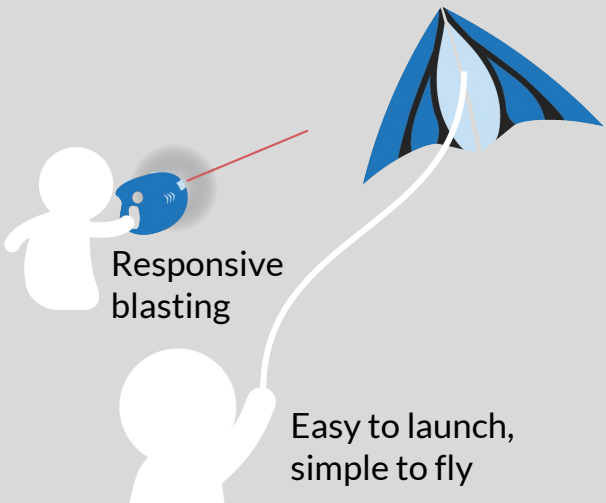 Responsive
blasting
Easy to launch,
simple to fly